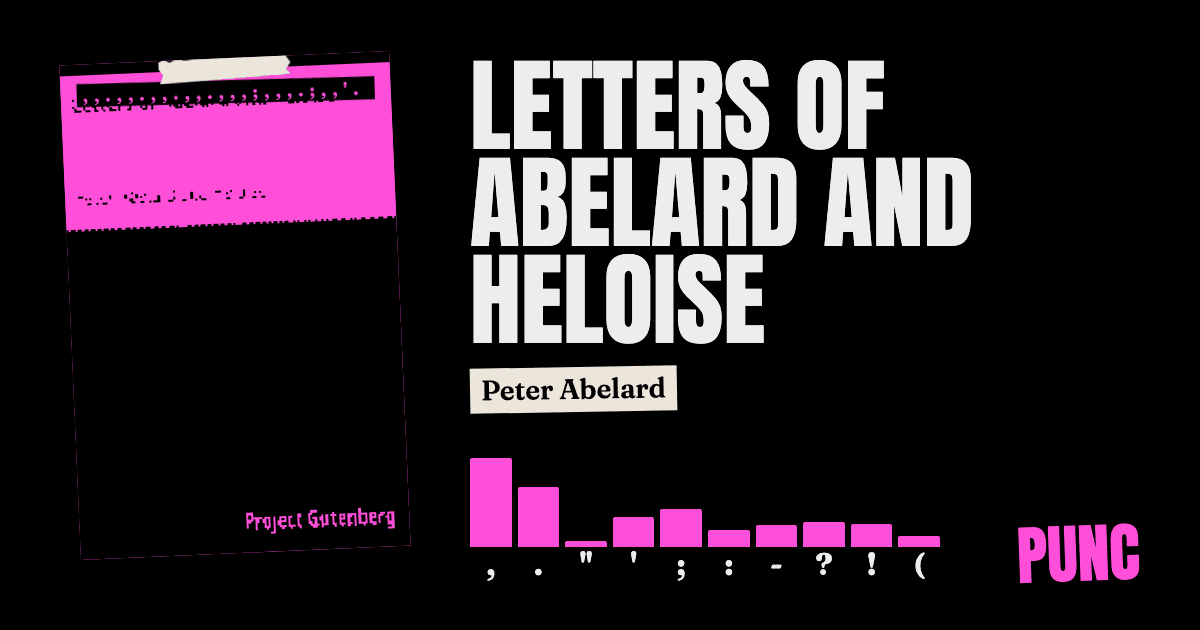 ,,.,,.,,.,,.,,,;,,,.;,,'.
Project Gutenberg
LETTERS OF
ABELARD AND
HELOISE
Peter Abelard
, . " ' ; : - ? ! (
PUNC